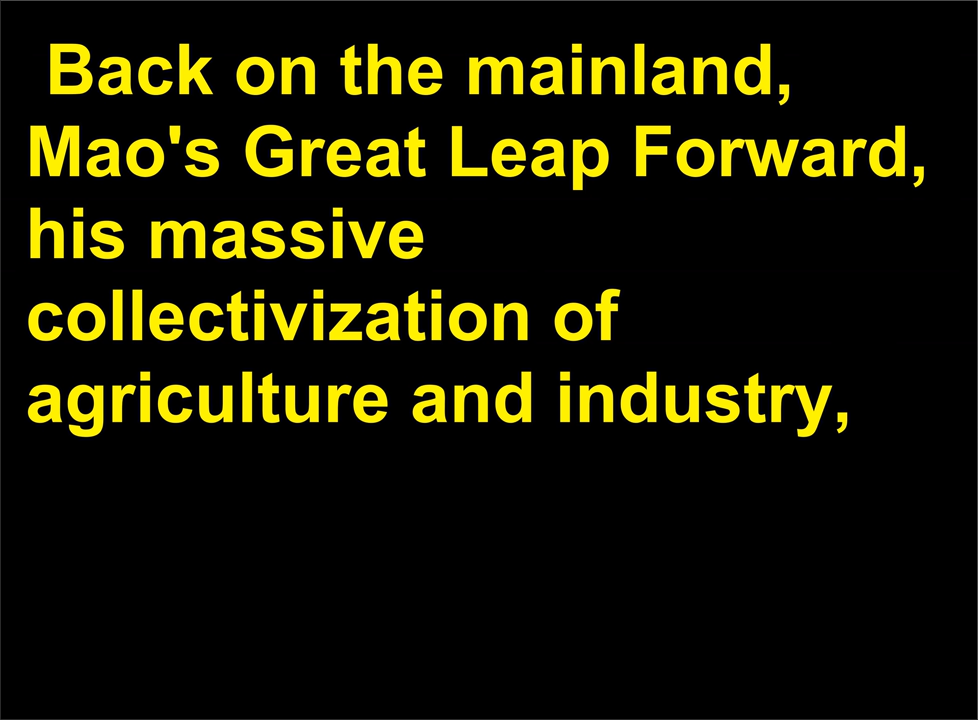 Back on the mainland,
Mao's Great Leap Forward,
his massive
collectivization of
agriculture and industry,